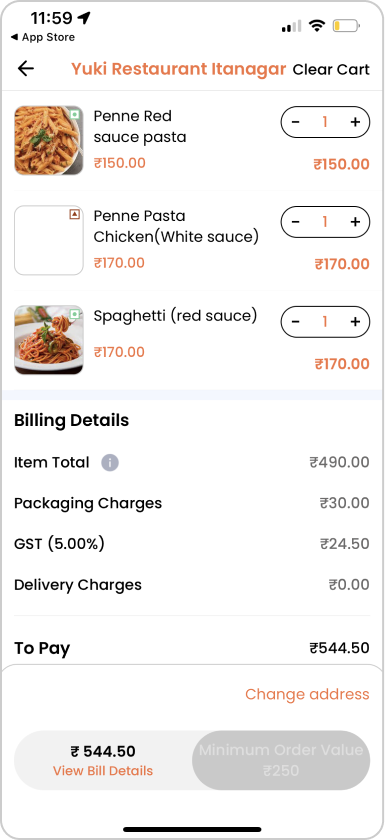 11:59
◀ App Store
Yuki Restaurant Itanagar Clear Cart
Penne Red
sauce pasta
₹150.00
- 1 +
₹150.00
Penne Pasta
Chicken(White sauce)
₹170.00
- 1 +
₹170.00
Spaghetti (red sauce)
₹170.00
- 1 +
₹170.00
Billing Details
Item Total i ₹490.00
Packaging Charges ₹30.00
GST (5.00%) ₹24.50
Delivery Charges ₹0.00
To Pay ₹544.50
Change address
₹ 544.50
View Bill Details
Minimum Order Value
₹250